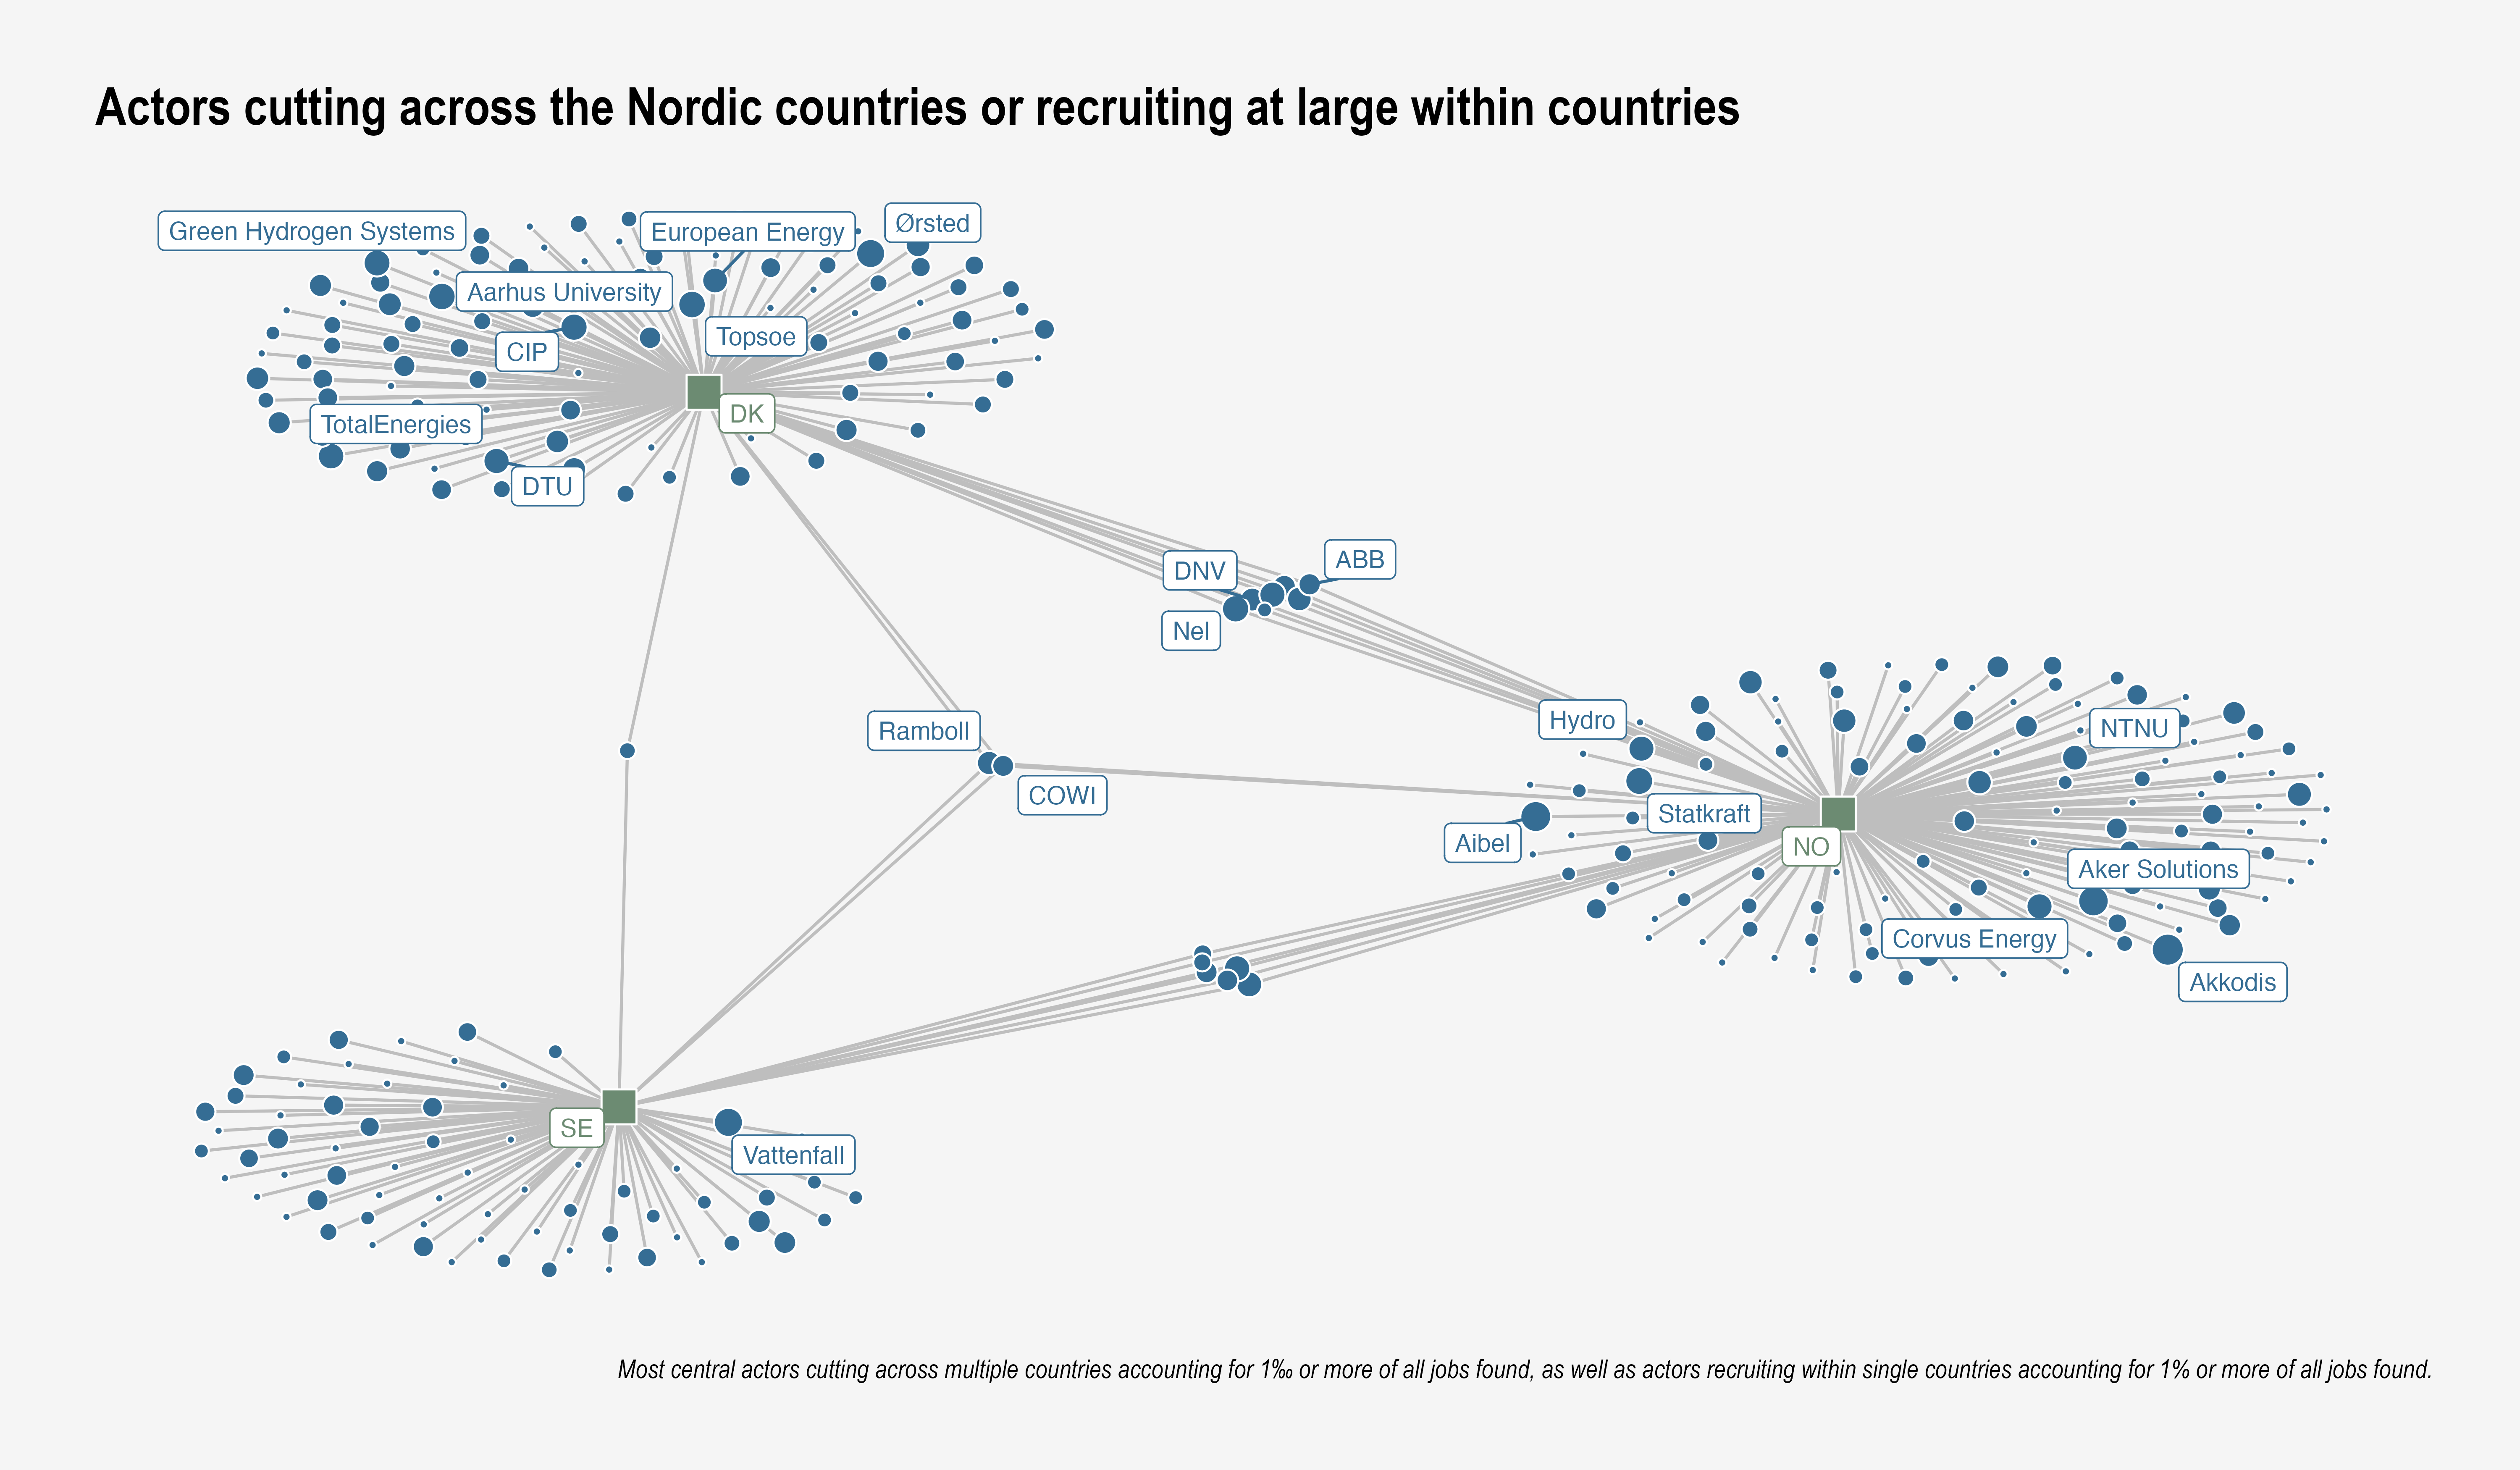 Actors cutting across the Nordic countries or recruiting at large within countries
Green Hydrogen Systems
European Energy
Ørsted
Aarhus University
CIP
Topsoe
DK
TotalEnergies
DTU
DNV
ABB
Nel
Ramboll
COWI
Hydro
NTNU
Statkraft
Aibel
NO
Aker Solutions
Corvus Energy
Akkodis
SE
Vattenfall
Most central actors cutting across multiple countries accounting for 1‰ or more of all jobs found, as well as actors recruiting within single countries accounting for 1% or more of all jobs found.